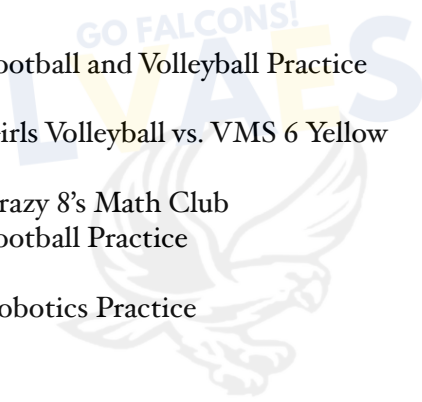 GO FALCONS!
LVAES
ootball and Volleyball Practice
irls Volleyball vs. VMS 6 Yellow
razy 8's Math Club
ootball Practice
obotics Practice